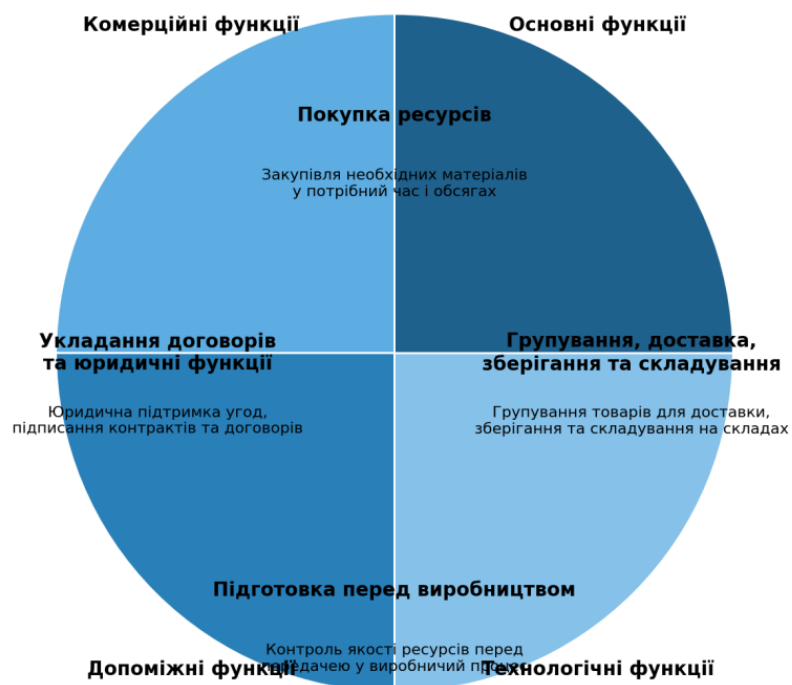 Комерційні функції
Основні функції
Покупка ресурсів
Закупівля необхідних матеріалів
у потрібний час і обсягах
Укладання договорів
та юридичні функції
Групування, доставка,
зберігання та складування
Юридична підтримка угод,
підписання контрактів та договорів
Групування товарів для доставки,
зберігання та складування на складах
Підготовка перед виробництвом
Контроль якості ресурсів перед
передачею у виробничий процес
Допоміжні функції
Технологічні функції